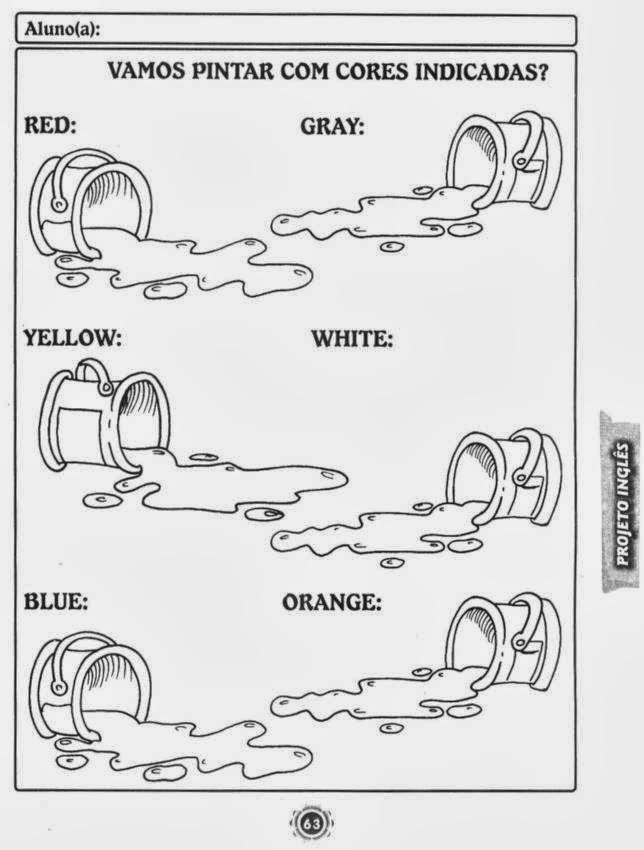 Aluno(a):
VAMOS PINTAR COM CORES INDICADAS?
RED:
GRAY:
YELLOW:
WHITE:
BLUE:
ORANGE:
PROJETO INGLÊS
63